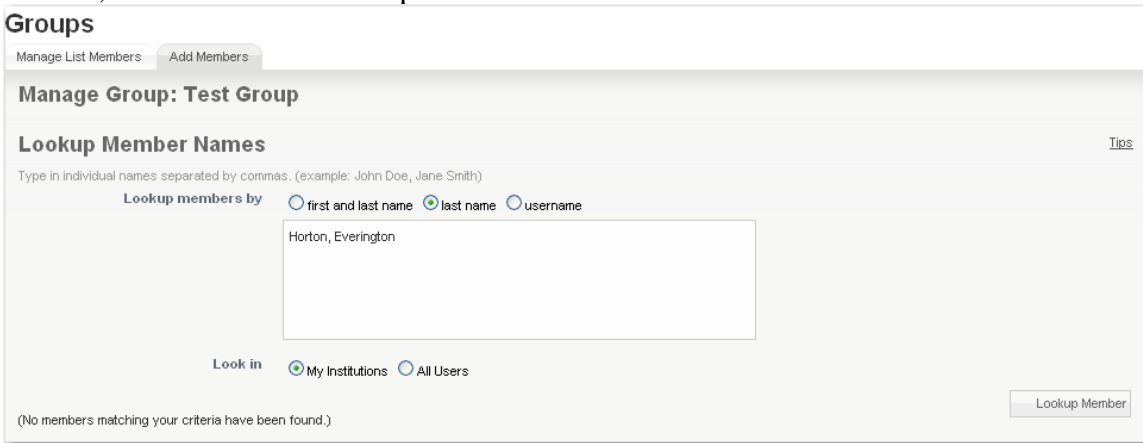 Groups
Manage List Members Add Members
Manage Group: Test Group
Lookup Member Names Tips
Type in individual names separated by commas. (example: John Doe, Jane Smith)
Lookup members by first and last name last name username
Horton, Everington
Look in My Institutions All Users
Lookup Member
(No members matching your criteria have been found.)